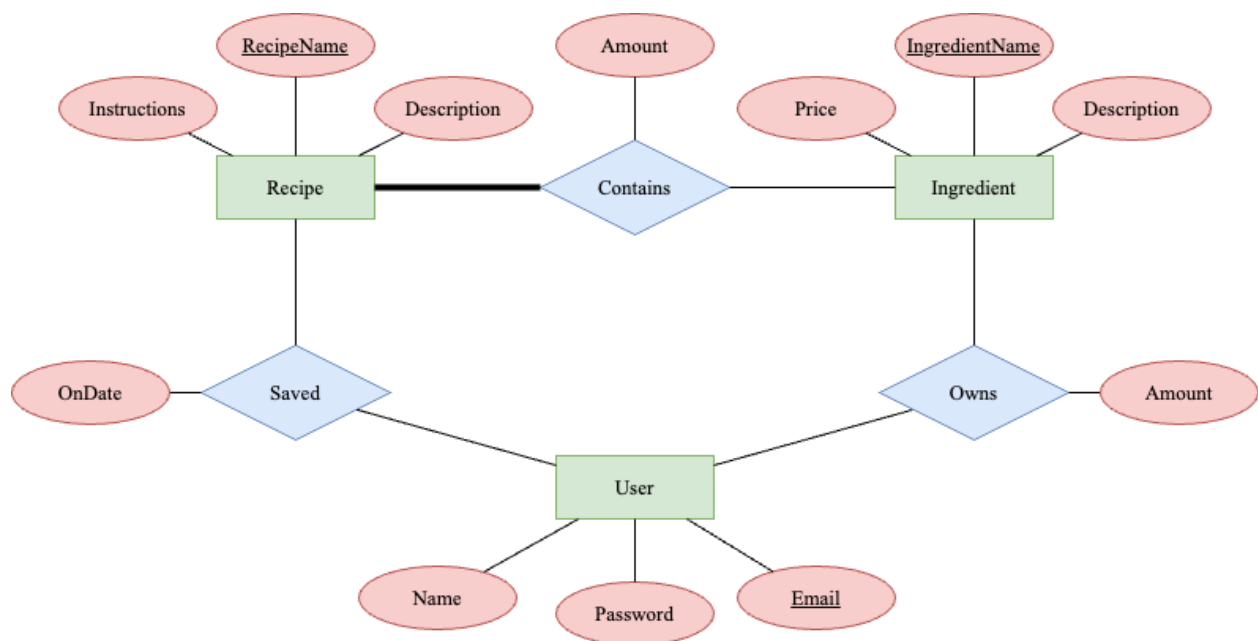 RecipeName
Amount
IngredientName
Instructions
Description
Price
Description
Recipe
Contains
Ingredient
OnDate
Saved
Owns
Amount
User
Name
Password
Email